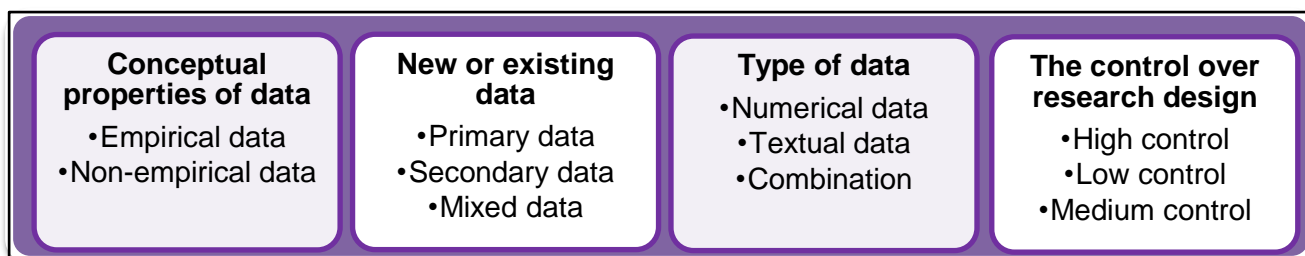 Conceptual
properties of data
•Empirical data
•Non-empirical data
New or existing
data
•Primary data
•Secondary data
•Mixed data
Type of data
•Numerical data
•Textual data
•Combination
The control over
research design
•High control
•Low control
•Medium control